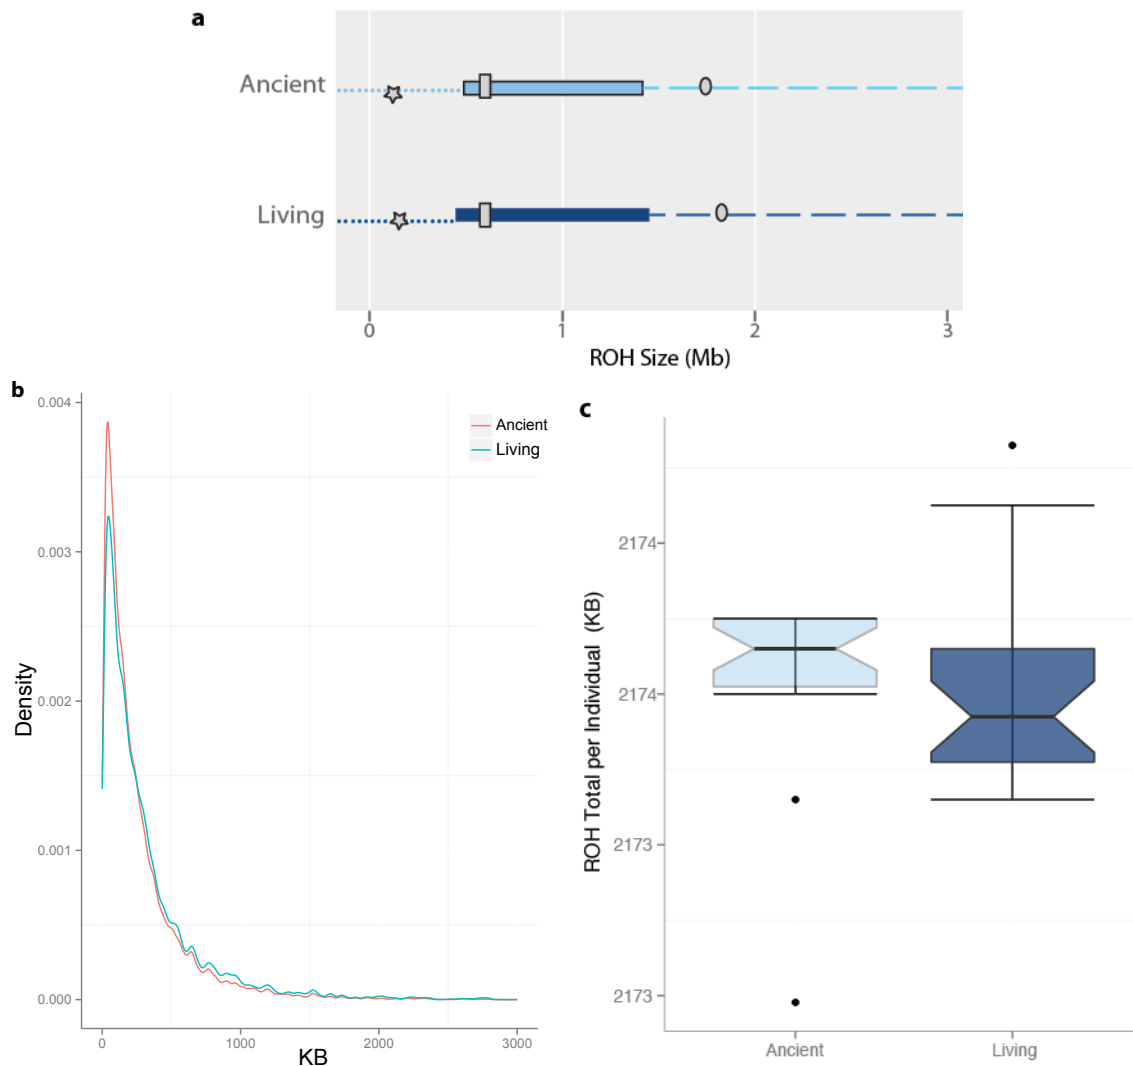 a
Ancient
Living
0 1 2 3
ROH Size (Mb)
b
0.004
0.003
0.002
0.001
0.000
Density
Ancient
Living
0 1000 2000 3000
KB
c
2174
2174
2173
2173
ROH Total per Individual (KB)
Ancient Living